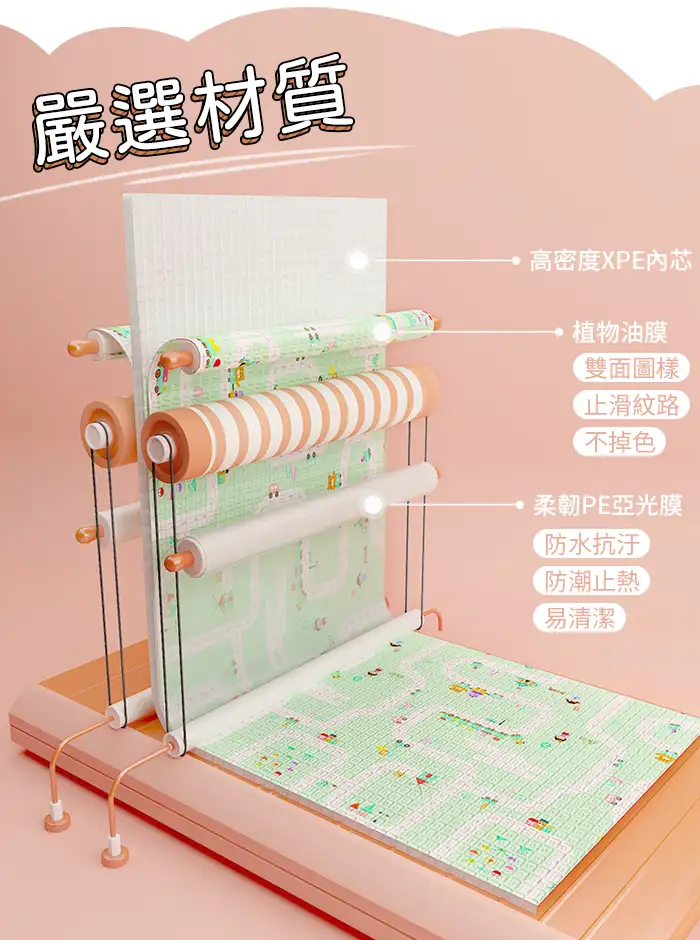 嚴選材質
高密度XPE內芯
植物油膜
雙面圖樣
止滑紋路
不掉色
柔韌PE亞光膜
防水抗汙
防潮止熱
易清潔